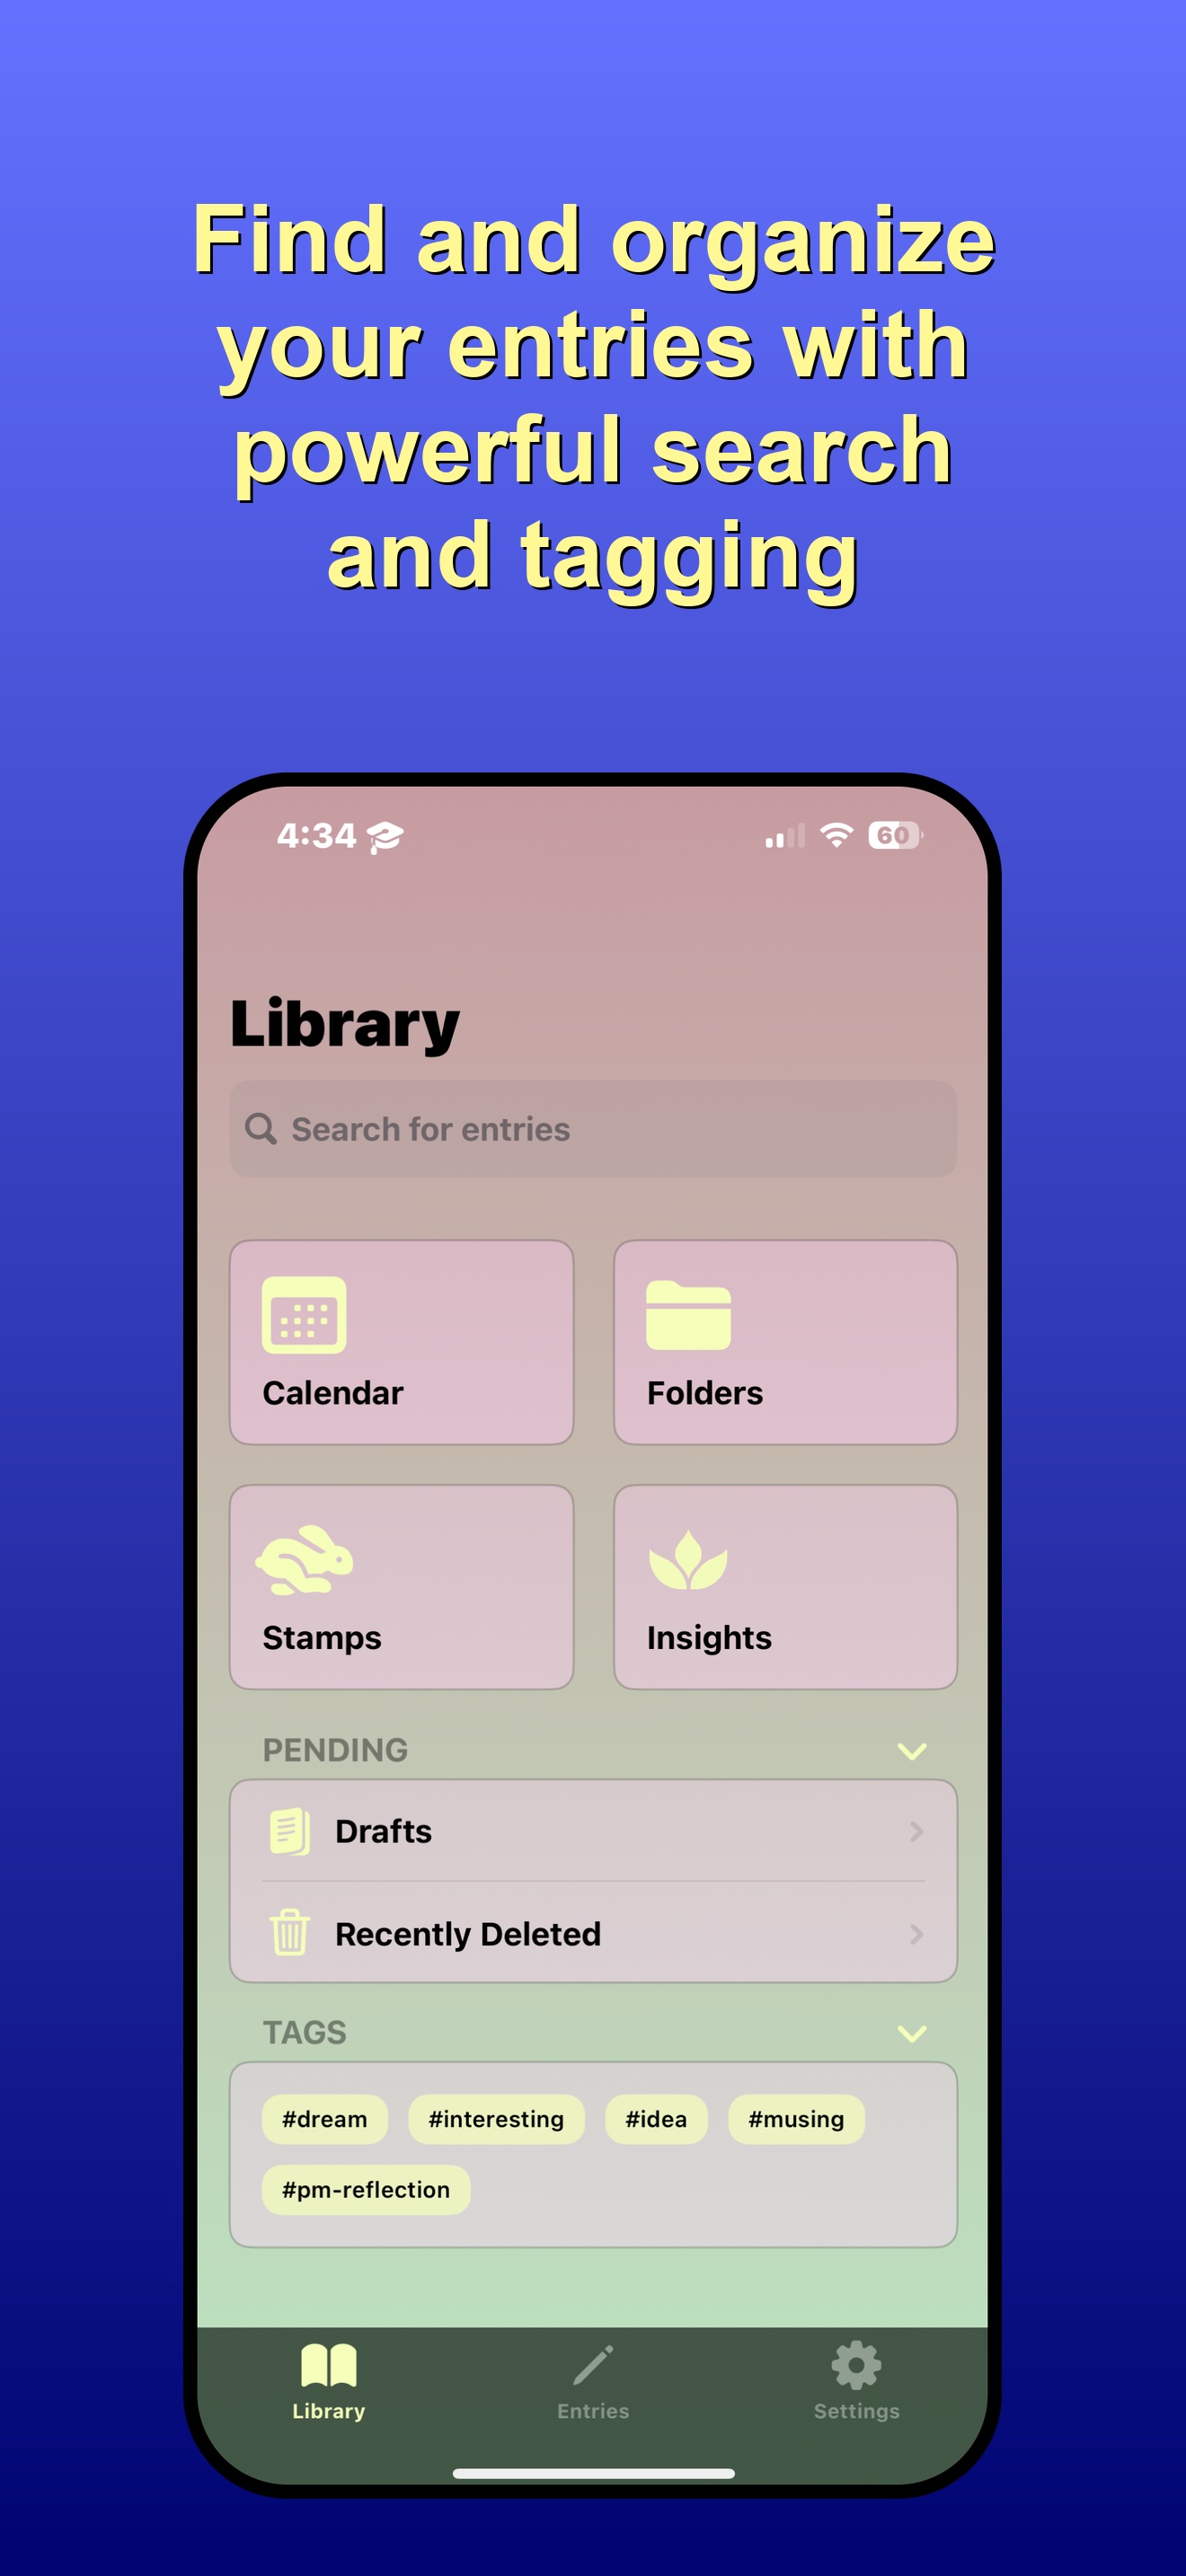 Find and organize
your entries with
powerful search
and tagging
4:34
60
Library
Search for entries
Calendar
Folders
Stamps
Insights
PENDING
Drafts
Recently Deleted
TAGS
#dream #interesting #idea #musing
#pm-reflection
Library Entries Settings